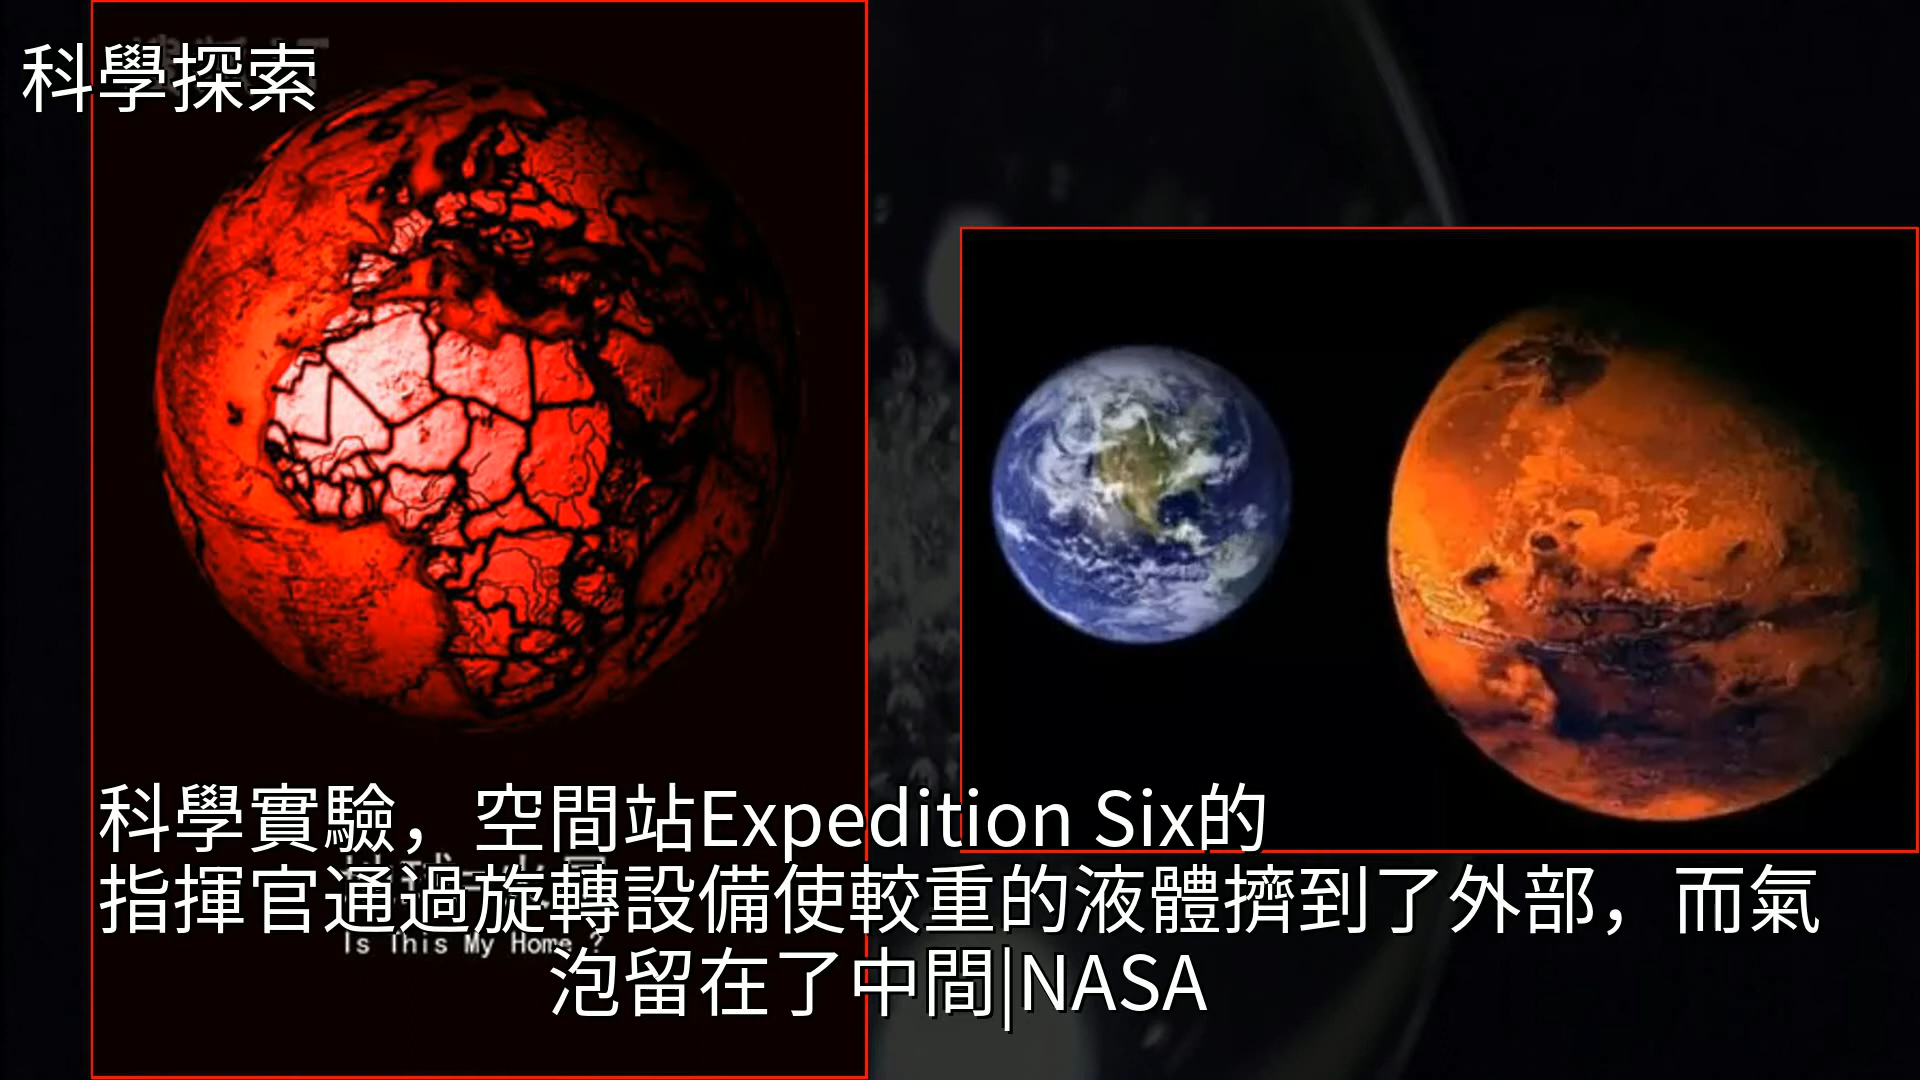 科學探索
科學實驗，空間站Expedition Six的
指揮官通過旋轉設備使較重的液體擠到了外部，而氣
Is This My Home ?
泡留在了中間|NASA